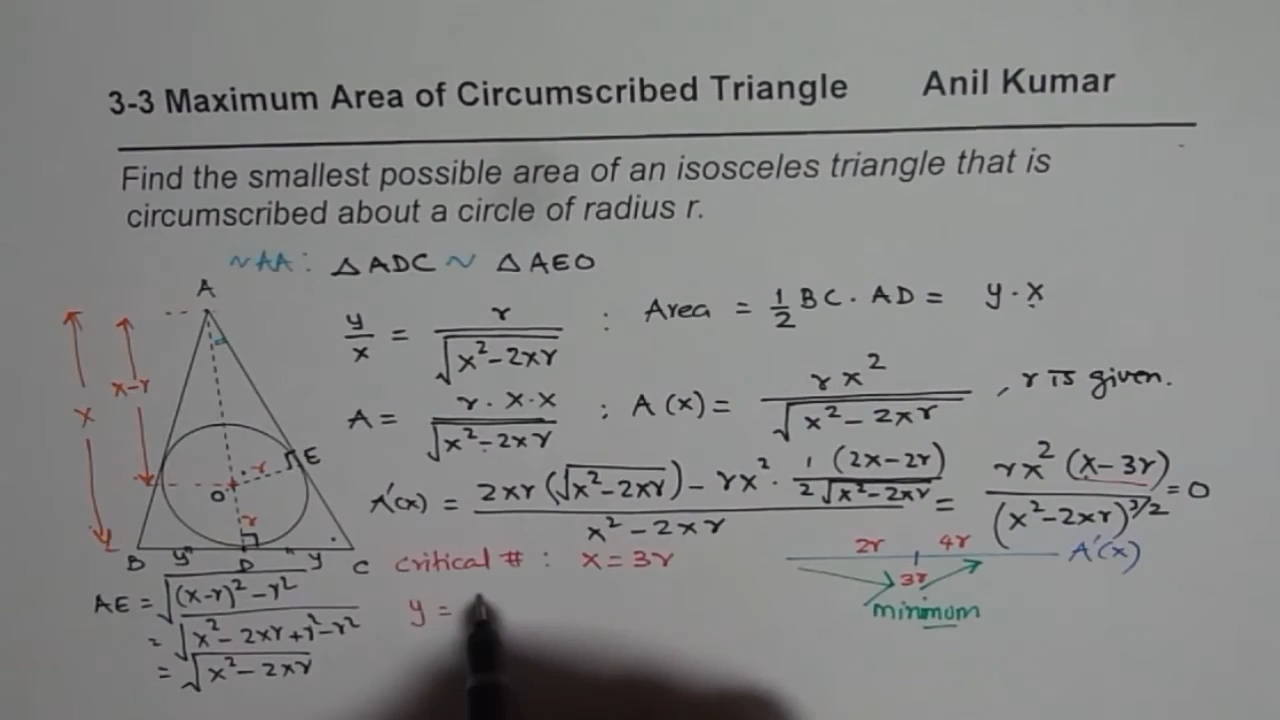 3-3 Maximum Area of Circumscribed Triangle Anil Kumar
Find the smallest possible area of an isosceles triangle that is
circumscribed about a circle of radius r.
~AA: △ADC ~ △AEO
A
x
x-r
O
r
r
E
B
y
D
y
C
y/x = r/√(x²-2xr) : Area = 1/2 BC . AD = y . x
A = r . x . x/√(x²-2xr) ; A(x) = rx²/√(x²-2xr) , r is given.
A'(x) = (2xr(√(x²-2xr)) - rx² . 1(2x-2r)/2√(x²-2xr))/(x²-2xr) = rx²(x-3r)/(x²-2xr)^3/2 = 0
critical # : x = 3r
2r 4r A'(x)
3r
minimum
AE = √((x-r)²-r²)
= √(x²-2xr+r²-r²)
= √(x²-2xr)
y =